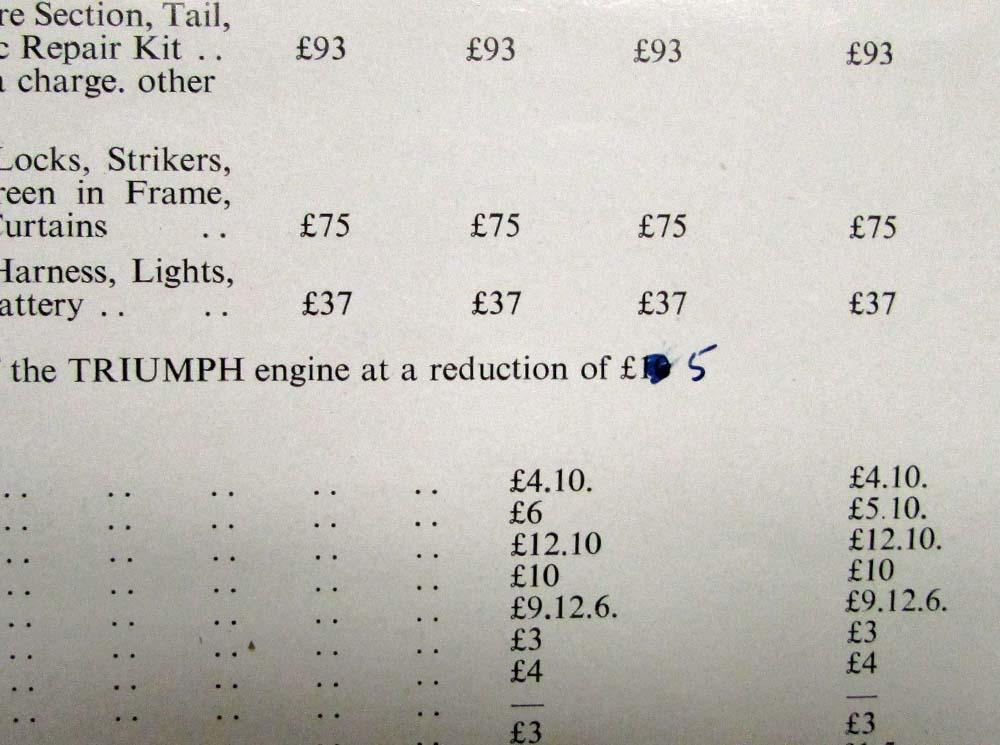 re Section, Tail,
c Repair Kit .. £93 £93 £93 £93
a charge. other
Locks, Strikers,
reen in Frame,
Curtains .. £75 £75 £75 £75
Harness, Lights,
attery .. .. £37 £37 £37 £37
the TRIUMPH engine at a reduction of £1 5
.. .. .. .. .. £4.10. £4.10.
.. .. .. .. .. £6 £5.10.
.. .. .. .. .. £12.10 £12.10.
.. .. .. .. .. £10 £10
.. .. .. .. .. £9.12.6. £9.12.6.
.. .. .. .. .. £3 £3
.. .. .. .. .. £4 £4
.. .. .. .. .. — —
£3 £3